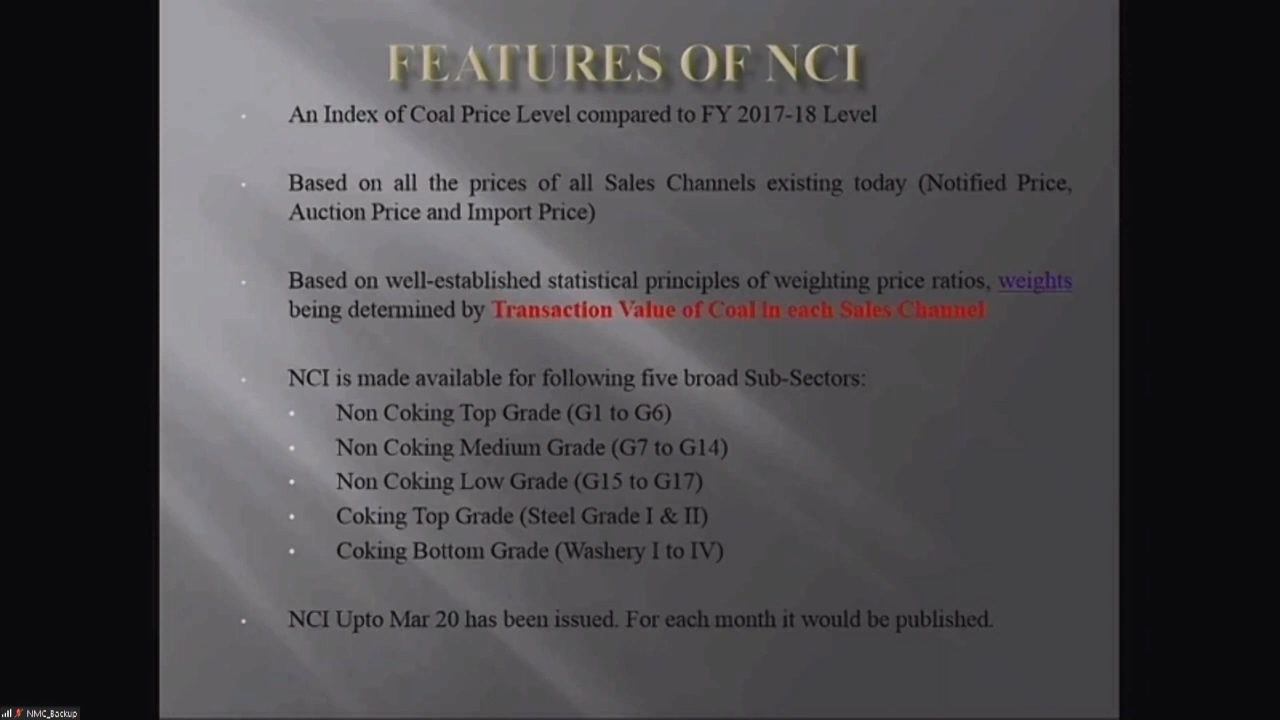 FEATURES OF NCI
An Index of Coal Price Level compared to FY 2017-18 Level
Based on all the prices of all Sales Channels existing today (Notified Price,
Auction Price and Import Price)
Based on well-established statistical principles of weighting price ratios, weights
being determined by Transaction Value of Coal in each Sales Channel
NCI is made available for following five broad Sub-Sectors:
Non Coking Top Grade (G1 to G6)
Non Coking Medium Grade (G7 to G14)
Non Coking Low Grade (G15 to G17)
Coking Top Grade (Steel Grade I & II)
Coking Bottom Grade (Washery I to IV)
NCI Upto Mar 20 has been issued. For each month it would be published.
NMC_Backup